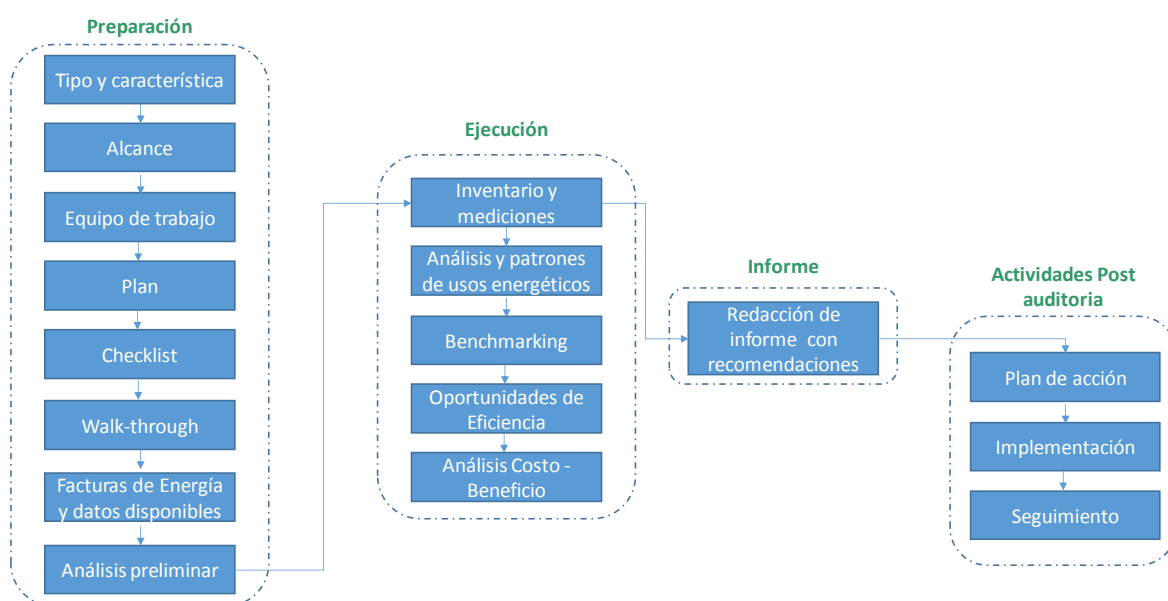 Preparación
Tipo y característica
Alcance
Equipo de trabajo
Plan
Checklist
Walk-through
Facturas de Energía
y datos disponibles
Análisis preliminar
Ejecución
Inventario y
mediciones
Análisis y patrones
de usos energéticos
Benchmarking
Oportunidades de
Eficiencia
Análisis Costo -
Beneficio
Informe
Redacción de
informe con
recomendaciones
Actividades Post
auditoria
Plan de acción
Implementación
Seguimiento